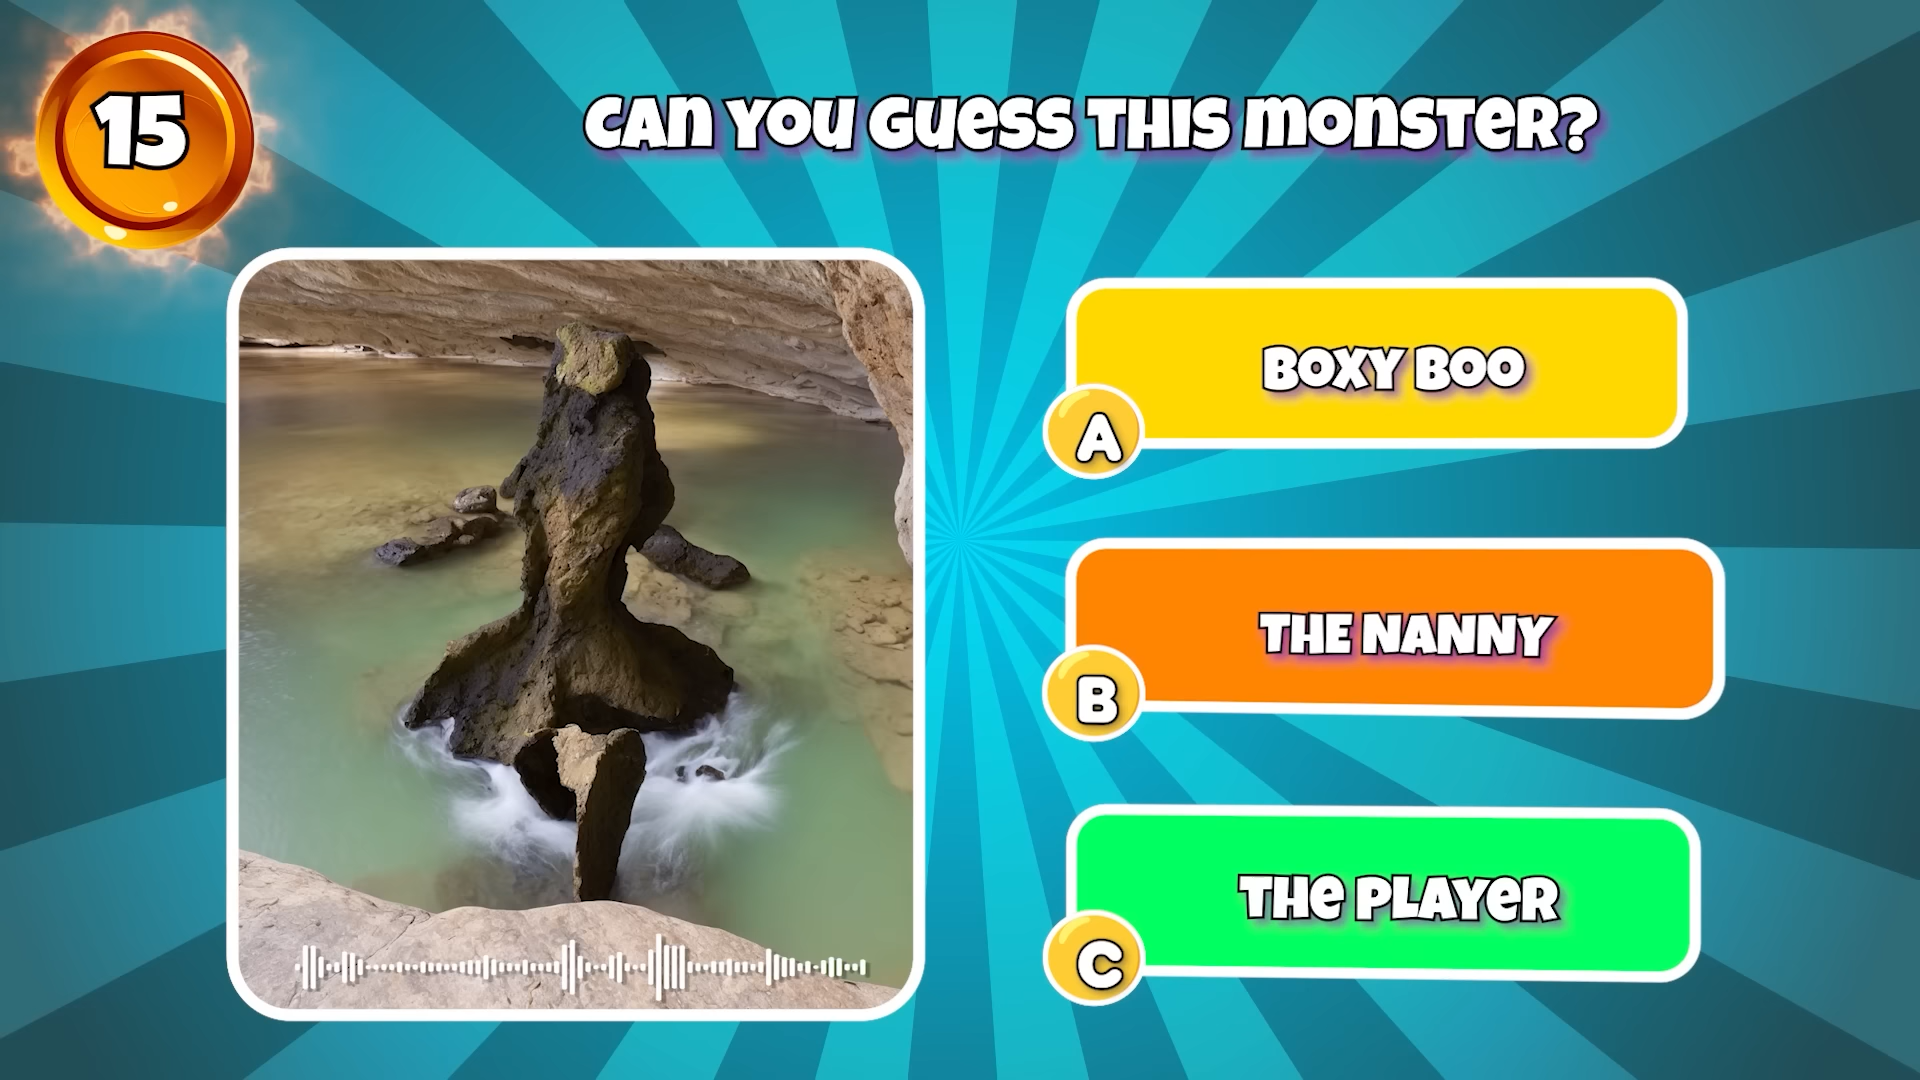 15
CAN YOU GUESS THIS MONSTER?
BOXY BOO
A
THE NANNY
B
THE PLAYER
C